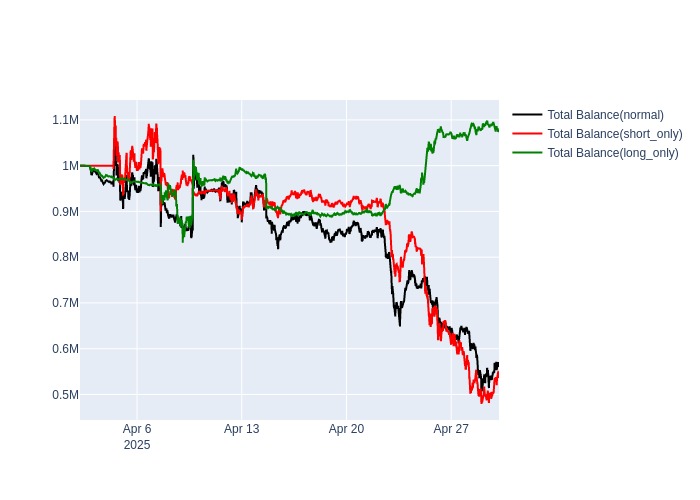 1.1M
1M
0.9M
0.8M
0.7M
0.6M
0.5M
Apr 6
2025
Apr 13
Apr 20
Apr 27
Total Balance(normal)
Total Balance(short_only)
Total Balance(long_only)